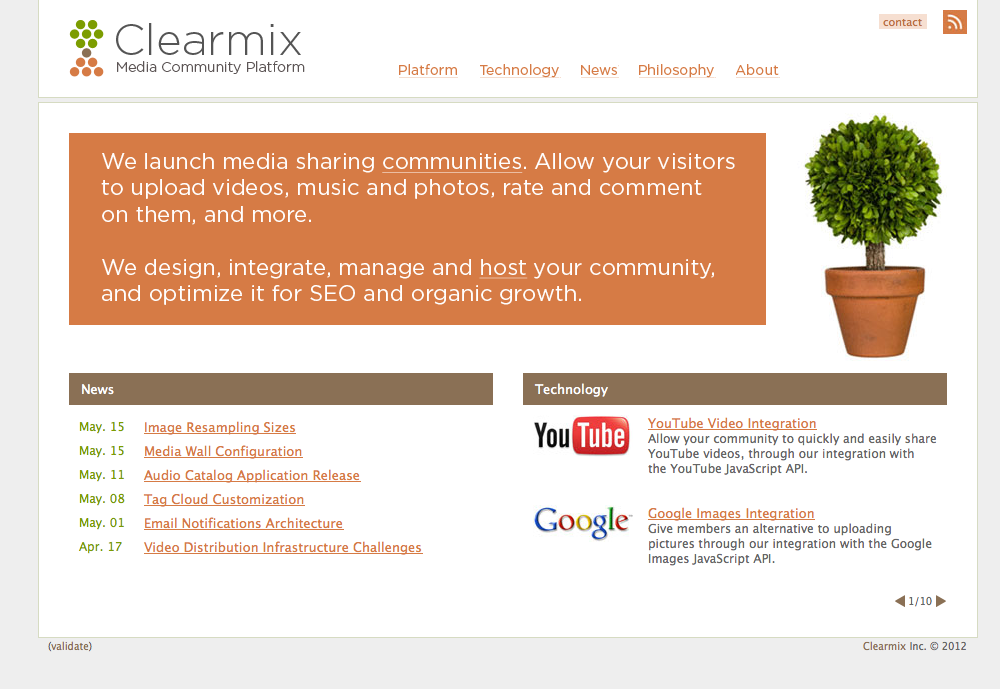 Clearmix
Media Community Platform
contact
Platform Technology News Philosophy About
We launch media sharing communities. Allow your visitors
to upload videos, music and photos, rate and comment
on them, and more.
We design, integrate, manage and host your community,
and optimize it for SEO and organic growth.
News
May. 15 Image Resampling Sizes
May. 15 Media Wall Configuration
May. 11 Audio Catalog Application Release
May. 08 Tag Cloud Customization
May. 01 Email Notifications Architecture
Apr. 17 Video Distribution Infrastructure Challenges
Technology
YouTube
YouTube Video Integration
Allow your community to quickly and easily share
YouTube videos, through our integration with
the YouTube JavaScript API.
Google™
Google Images Integration
Give members an alternative to uploading
pictures through our integration with the Google
Images JavaScript API.
1/10
(validate)
Clearmix Inc. © 2012